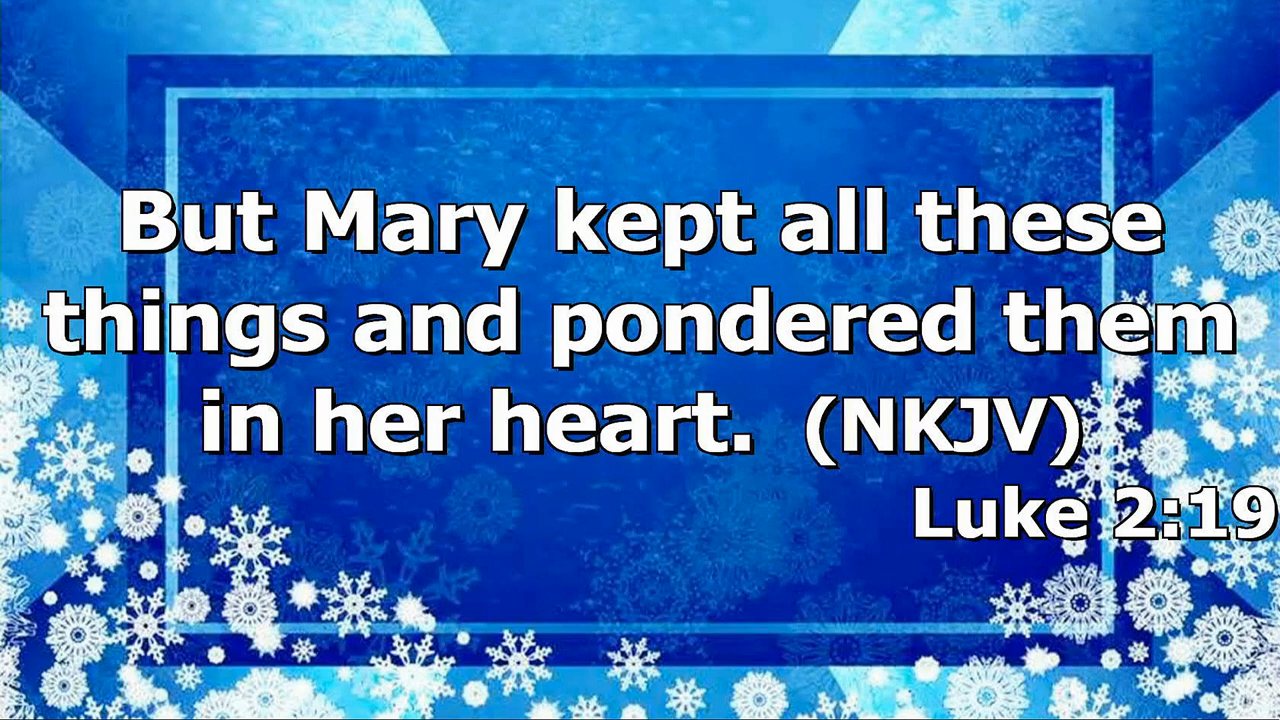 But Mary kept all these
things and pondered them
in her heart.  (NKJV)
Luke 2:19